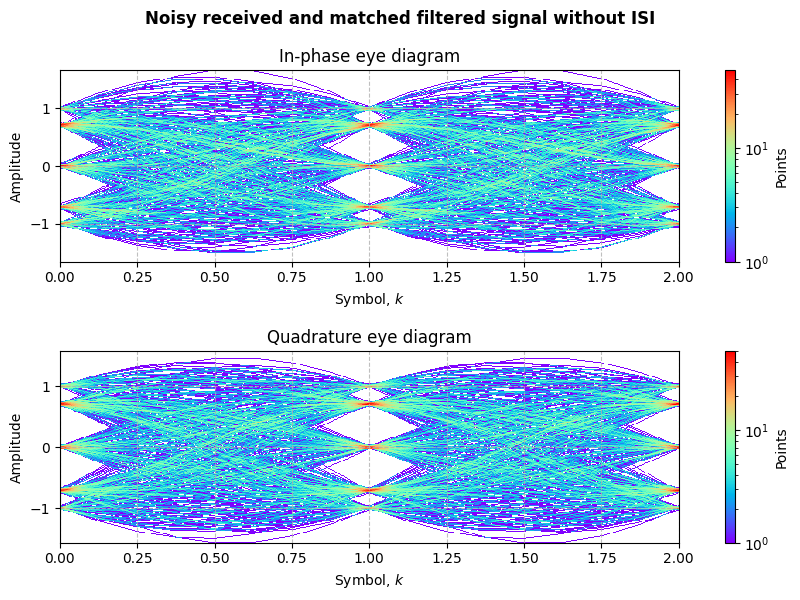 Noisy received and matched filtered signal without ISI
In-phase eye diagram
Amplitude
1
0
−1
0.00 0.25 0.50 0.75 1.00 1.25 1.50 1.75 2.00
Symbol, k
10¹
10⁰
Points
Quadrature eye diagram
Amplitude
1
0
−1
0.00 0.25 0.50 0.75 1.00 1.25 1.50 1.75 2.00
Symbol, k
10¹
10⁰
Points